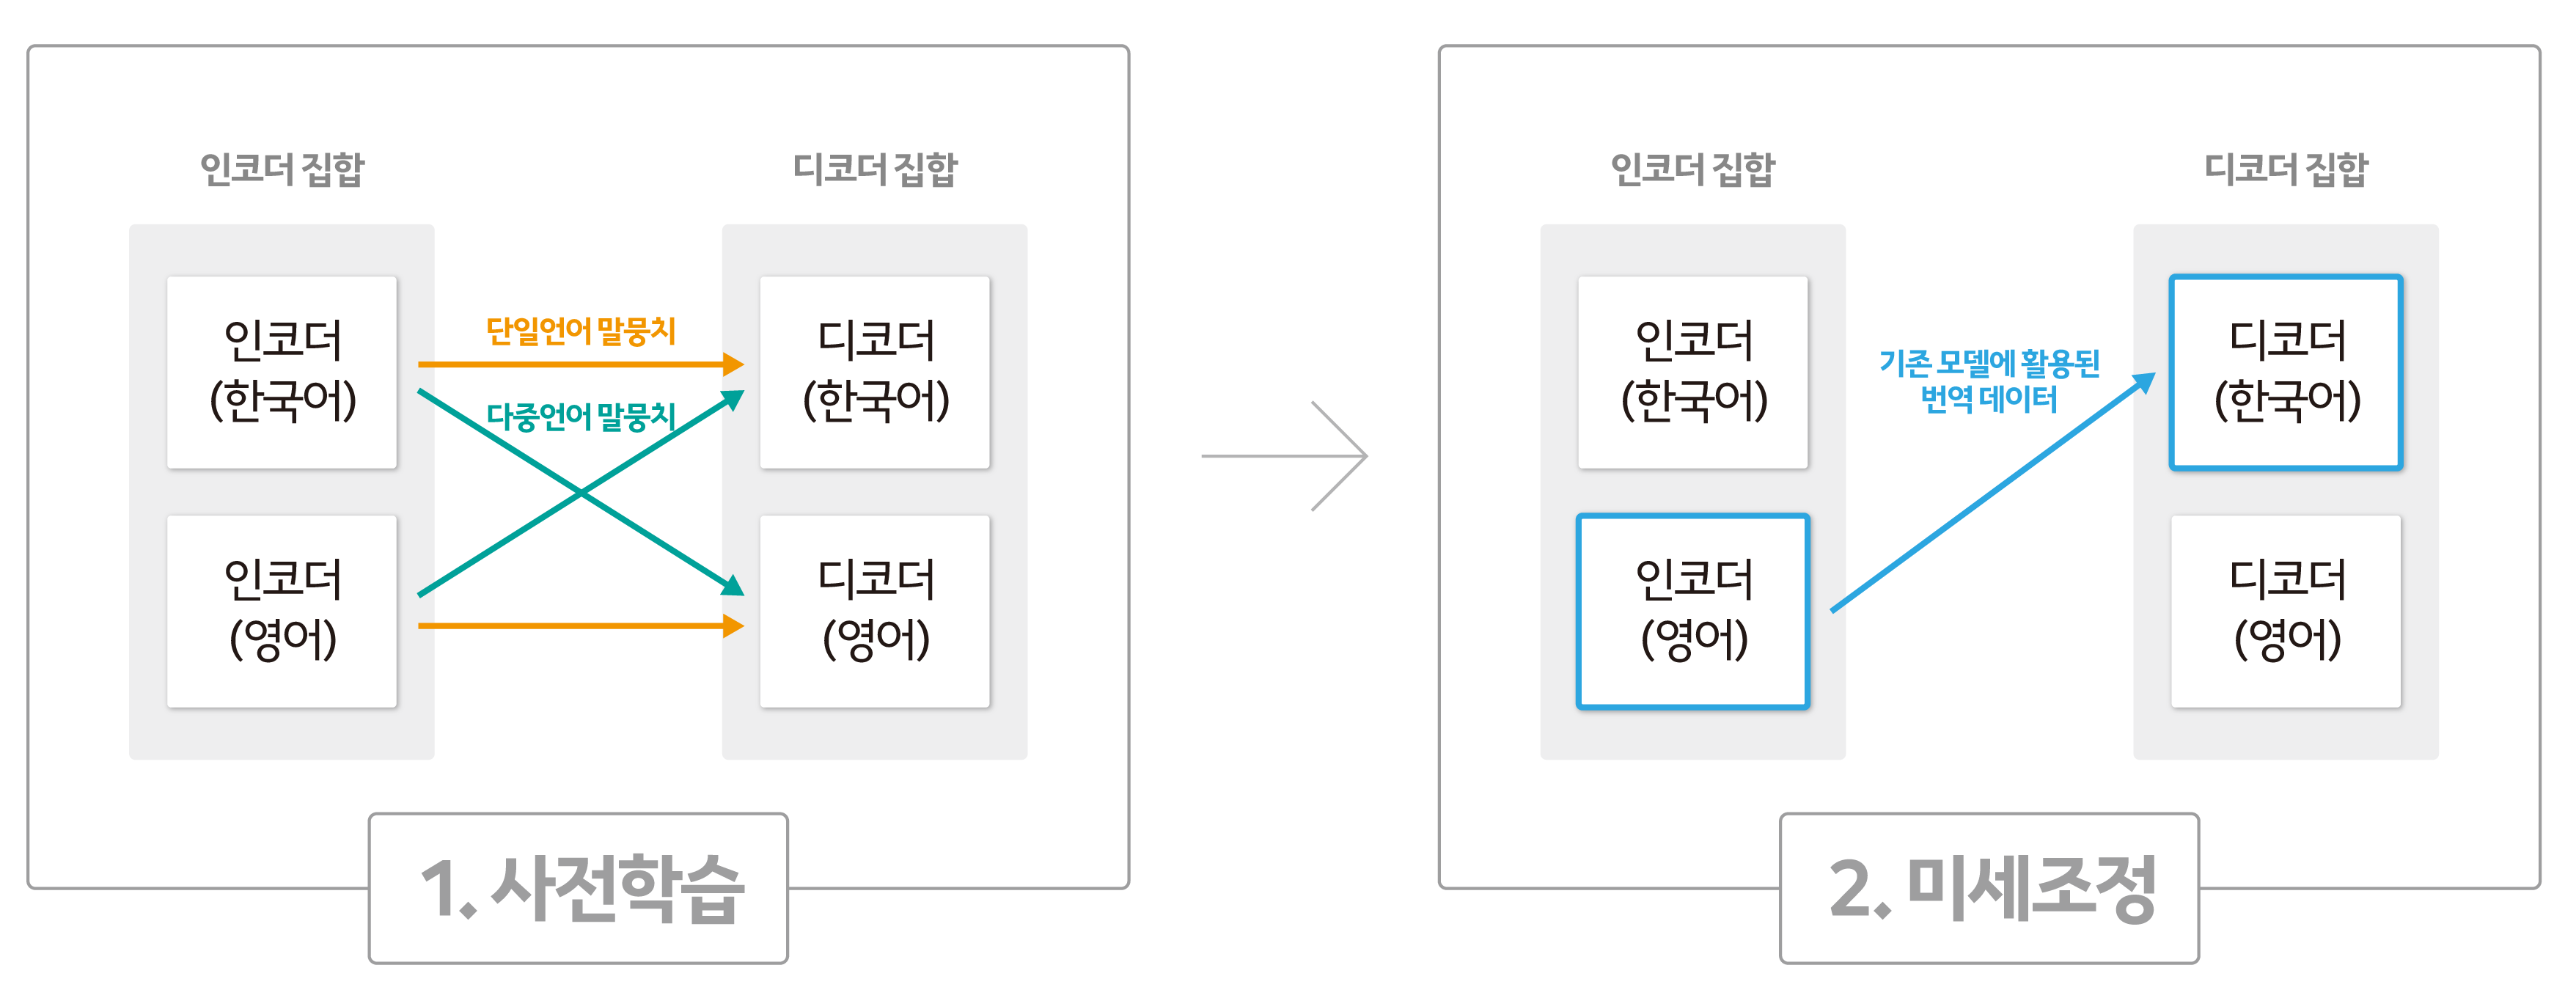 인코더 집합
디코더 집합
인코더
(한국어)
단일언어 말뭉치
다중언어 말뭉치
디코더
(한국어)
인코더
(영어)
디코더
(영어)
1. 사전학습
인코더 집합
디코더 집합
인코더
(한국어)
기존 모델에 활용된
번역 데이터
디코더
(한국어)
인코더
(영어)
디코더
(영어)
2. 미세조정